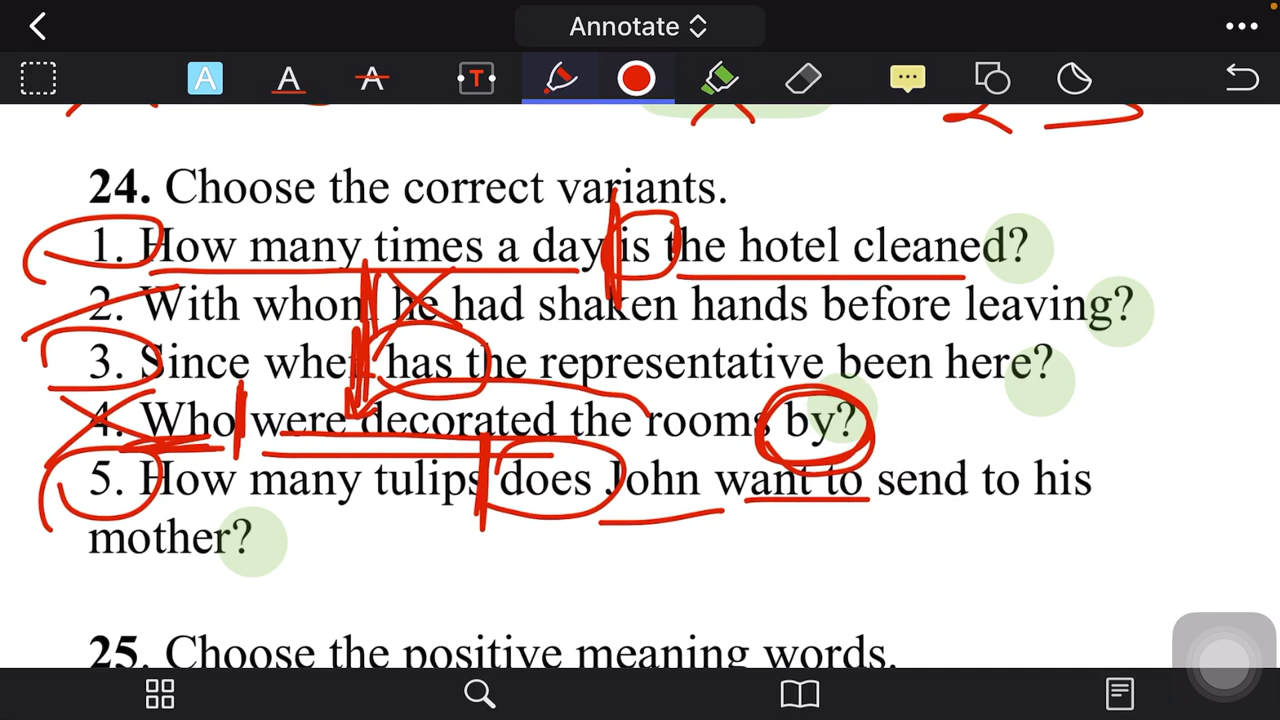 Annotate
A A A T
24. Choose the correct variants.
1. How many times a day is the hotel cleaned?
2. With whom he had shaken hands before leaving?
3. Since when has the representative been here?
4. Who were decorated the rooms by?
5. How many tulips does John want to send to his
mother?
25. Choose the positive meaning words.